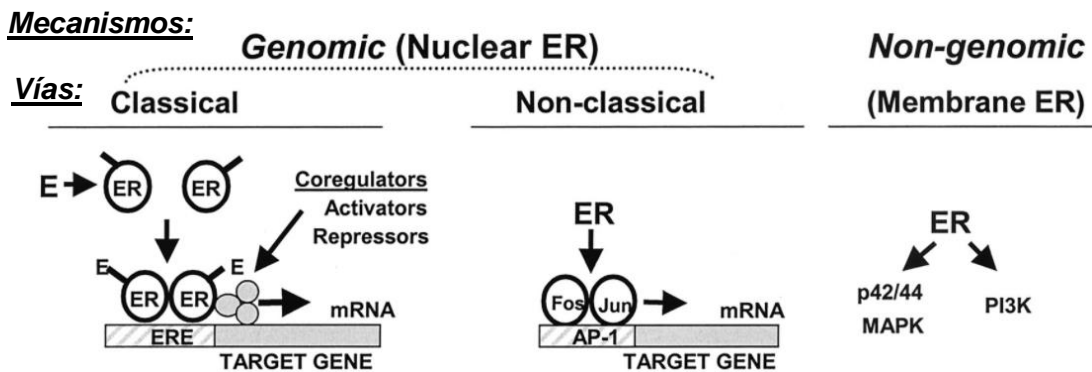 Mecanismos:
Genomic (Nuclear ER)
Non-genomic
Vías:
Classical
Non-classical
(Membrane ER)
E
ER
ER
Coregulators
Activators
Repressors
E
E
ER
ER
mRNA
ERE
TARGET GENE
ER
Fos
Jun
mRNA
AP-1
TARGET GENE
ER
p42/44
MAPK
PI3K